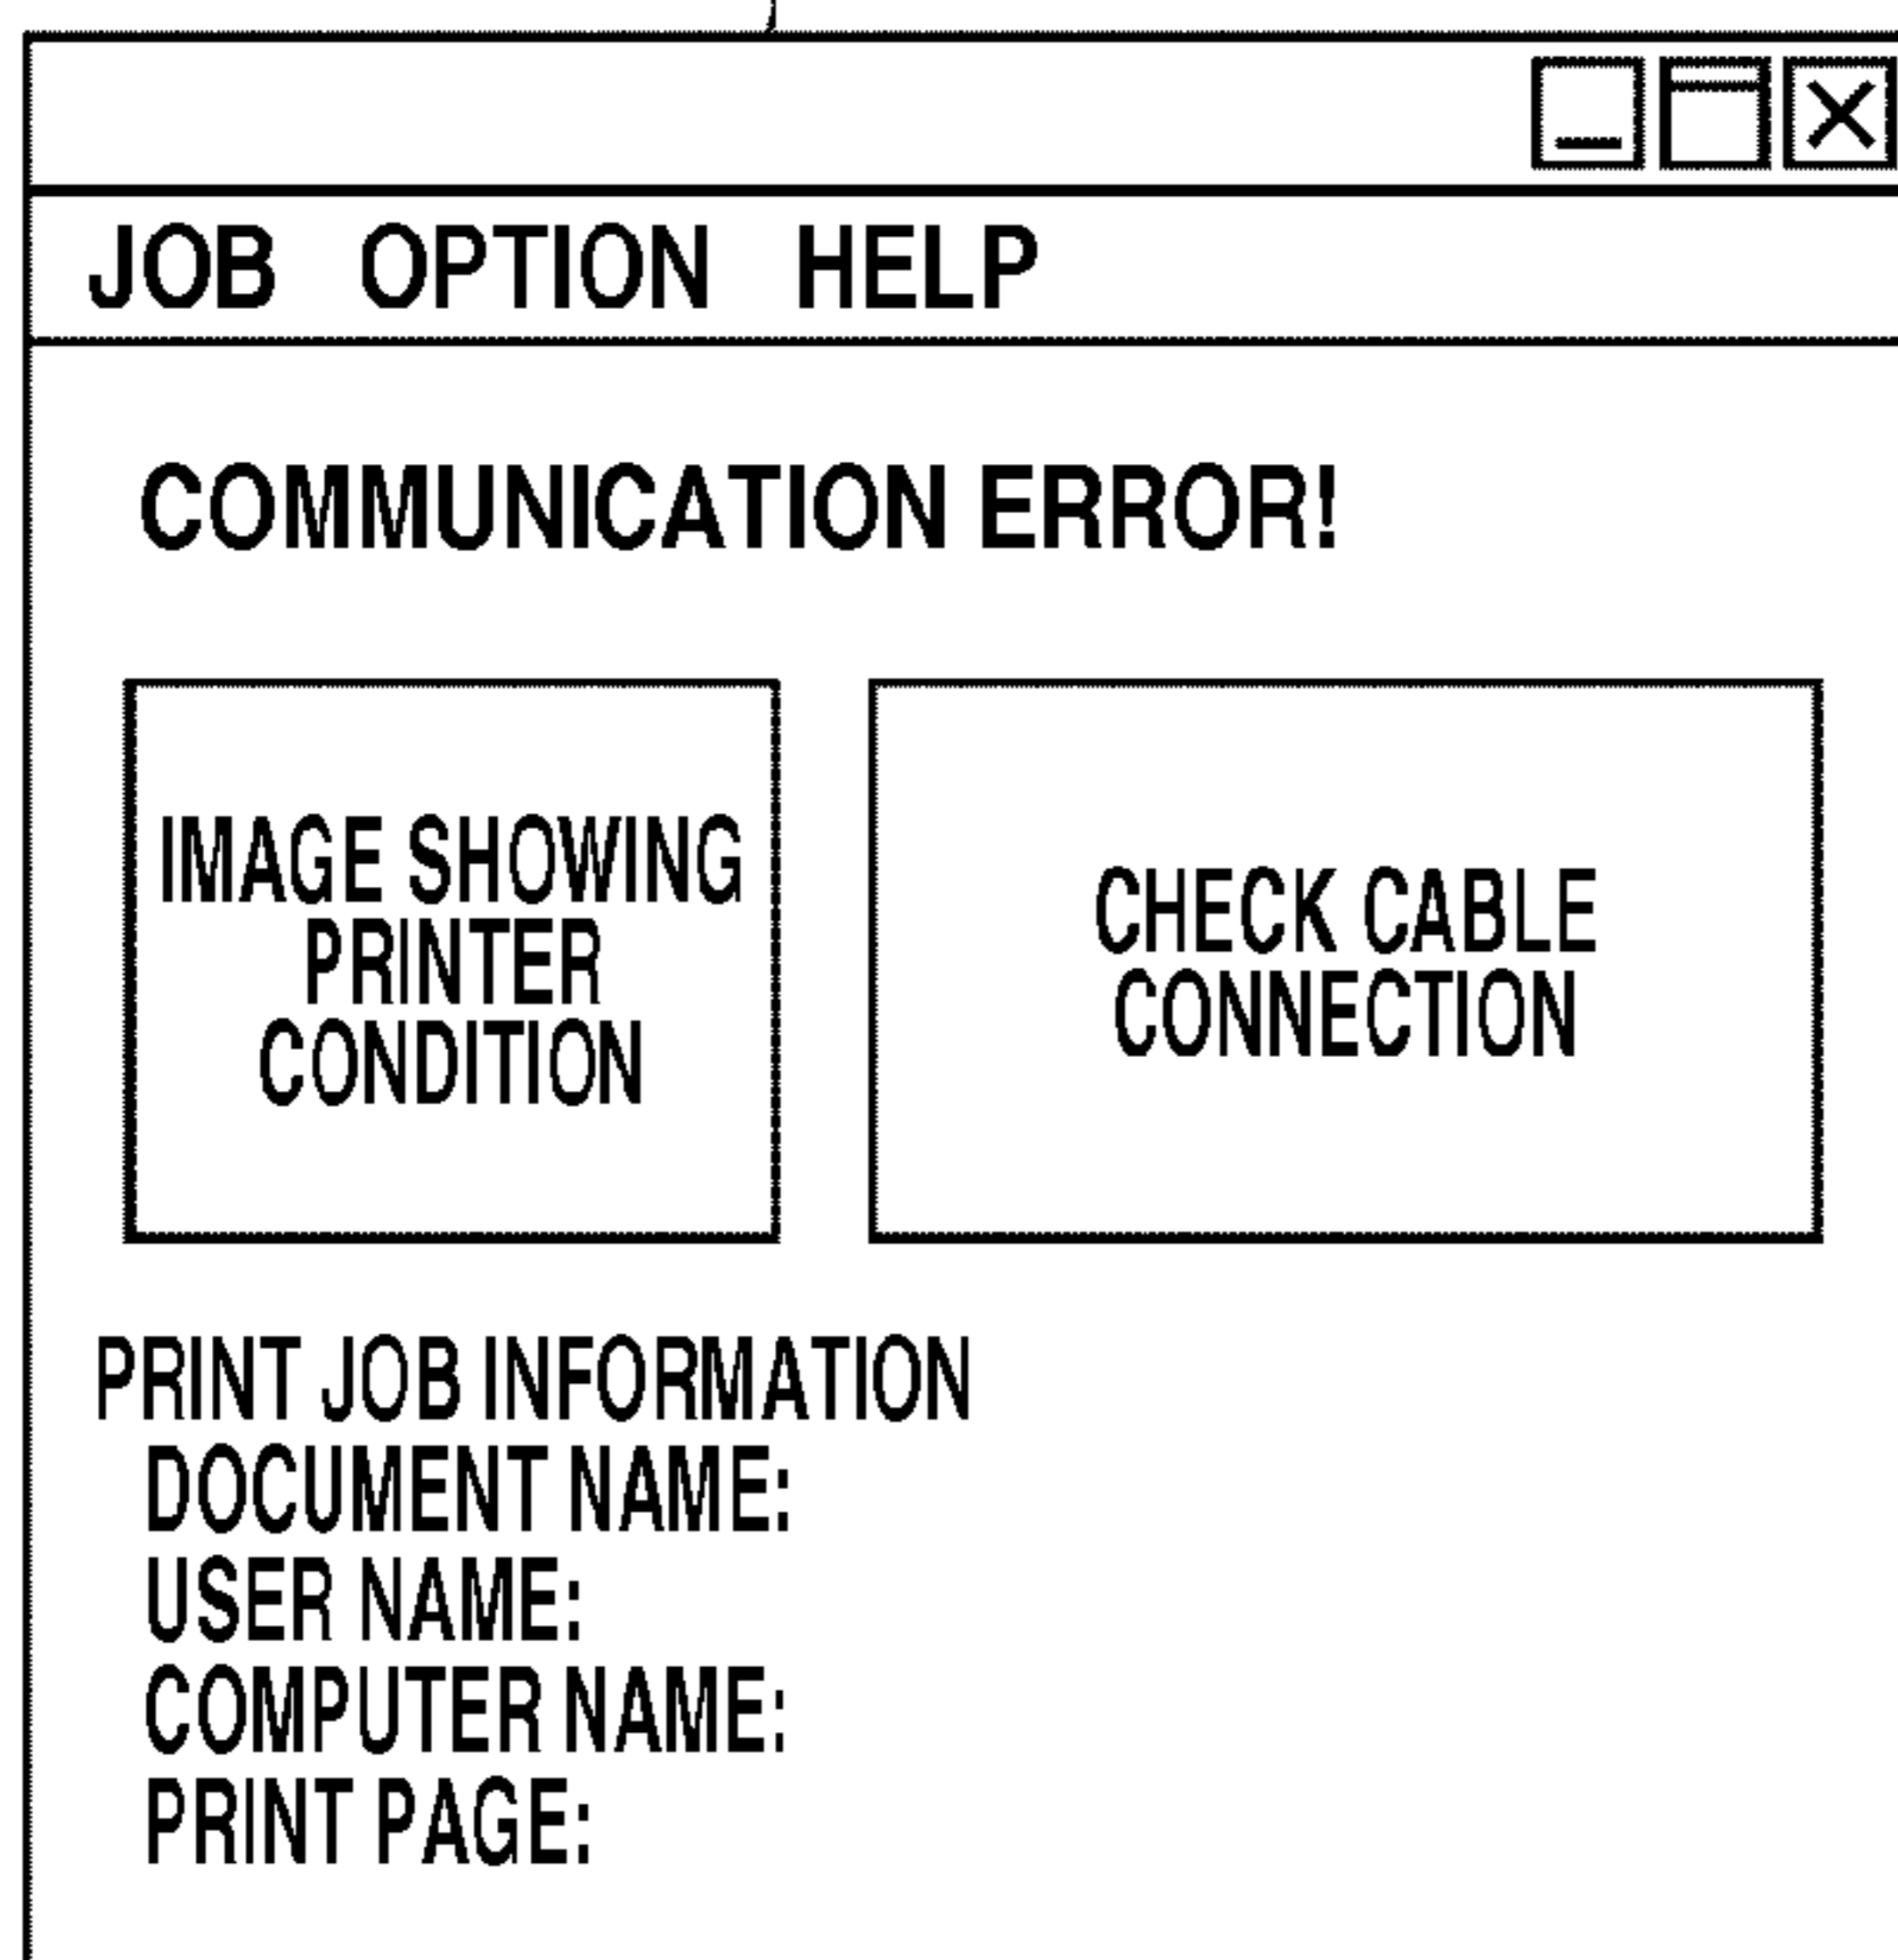 JOB OPTION HELP
COMMUNICATION ERROR!
IMAGE SHOWING
PRINTER
CONDITION
CHECK CABLE
CONNECTION
PRINT JOB INFORMATION
DOCUMENT NAME:
USER NAME:
COMPUTER NAME:
PRINT PAGE: